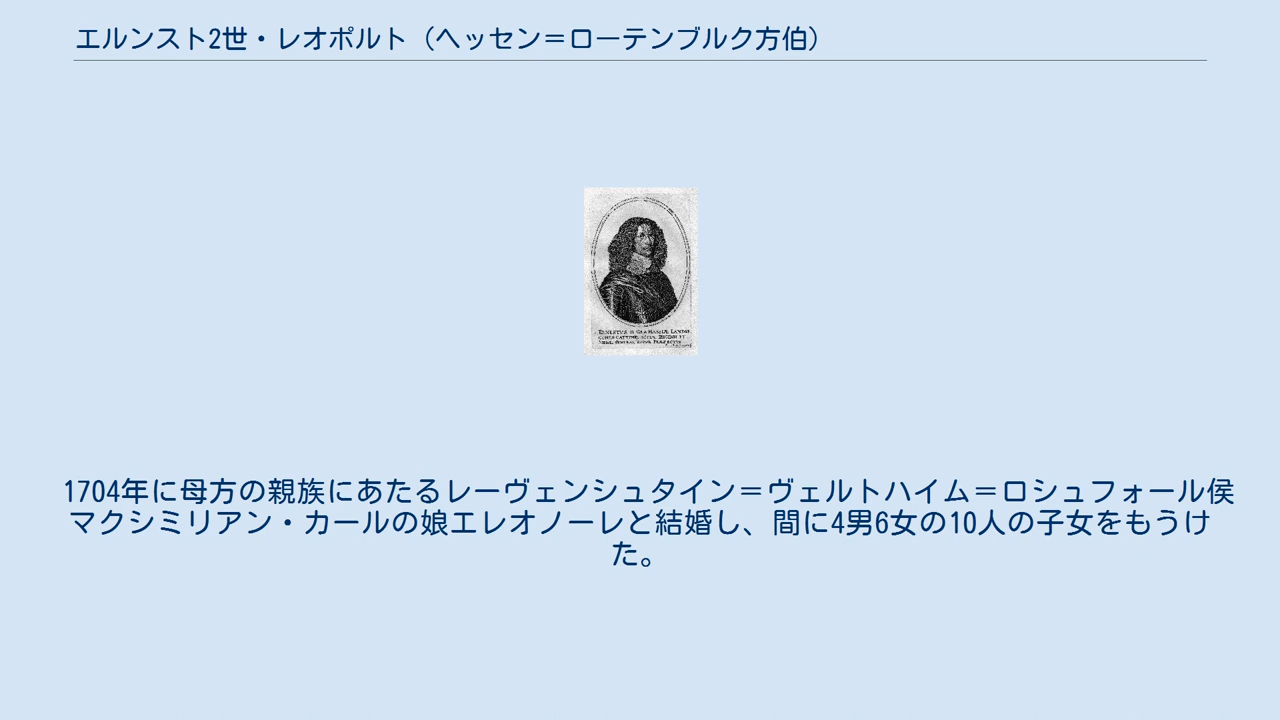 エルンスト2世・レオポルト（ヘッセン＝ローテンブルク方伯）
1704年に母方の親族にあたるレーヴェンシュタイン＝ヴェルトハイム＝ロシュフォール侯
マクシミリアン・カールの娘エレオノーレと結婚し、間に4男6女の10人の子女をもうけ
た。